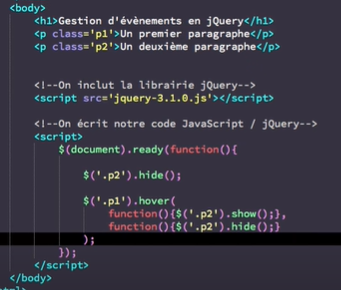 <body>
<h1>Gestion d'évènements en jQuery</h1>
<p class='p1'>Un premier paragraphe</p>
<p class='p2'>Un deuxième paragraphe</p>
<!--On inclut la librairie jQuery-->
<script src='jquery-3.1.0.js'></script>
<!--On écrit notre code JavaScript / jQuery-->
<script>
$(document).ready(function(){
$('.p2').hide();
$('.p1').hover(
function(){$('.p2').show();},
function(){$('.p2').hide();}
);
});
</script>
</body>